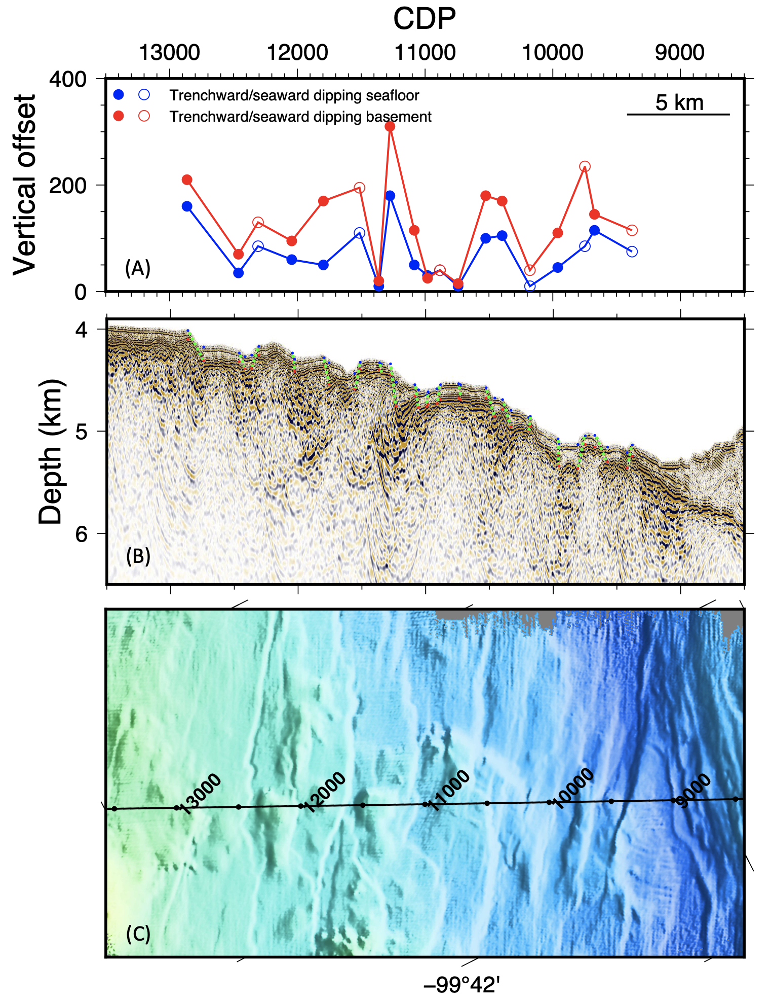 CDP
13000 12000 11000 10000 9000
400
200
0
Vertical offset
Trenchward/seaward dipping seafloor
Trenchward/seaward dipping basement
5 km
(A)
4
5
6
Depth (km)
(B)
13000 12000 11000 10000 9000
(C)
−99°42'